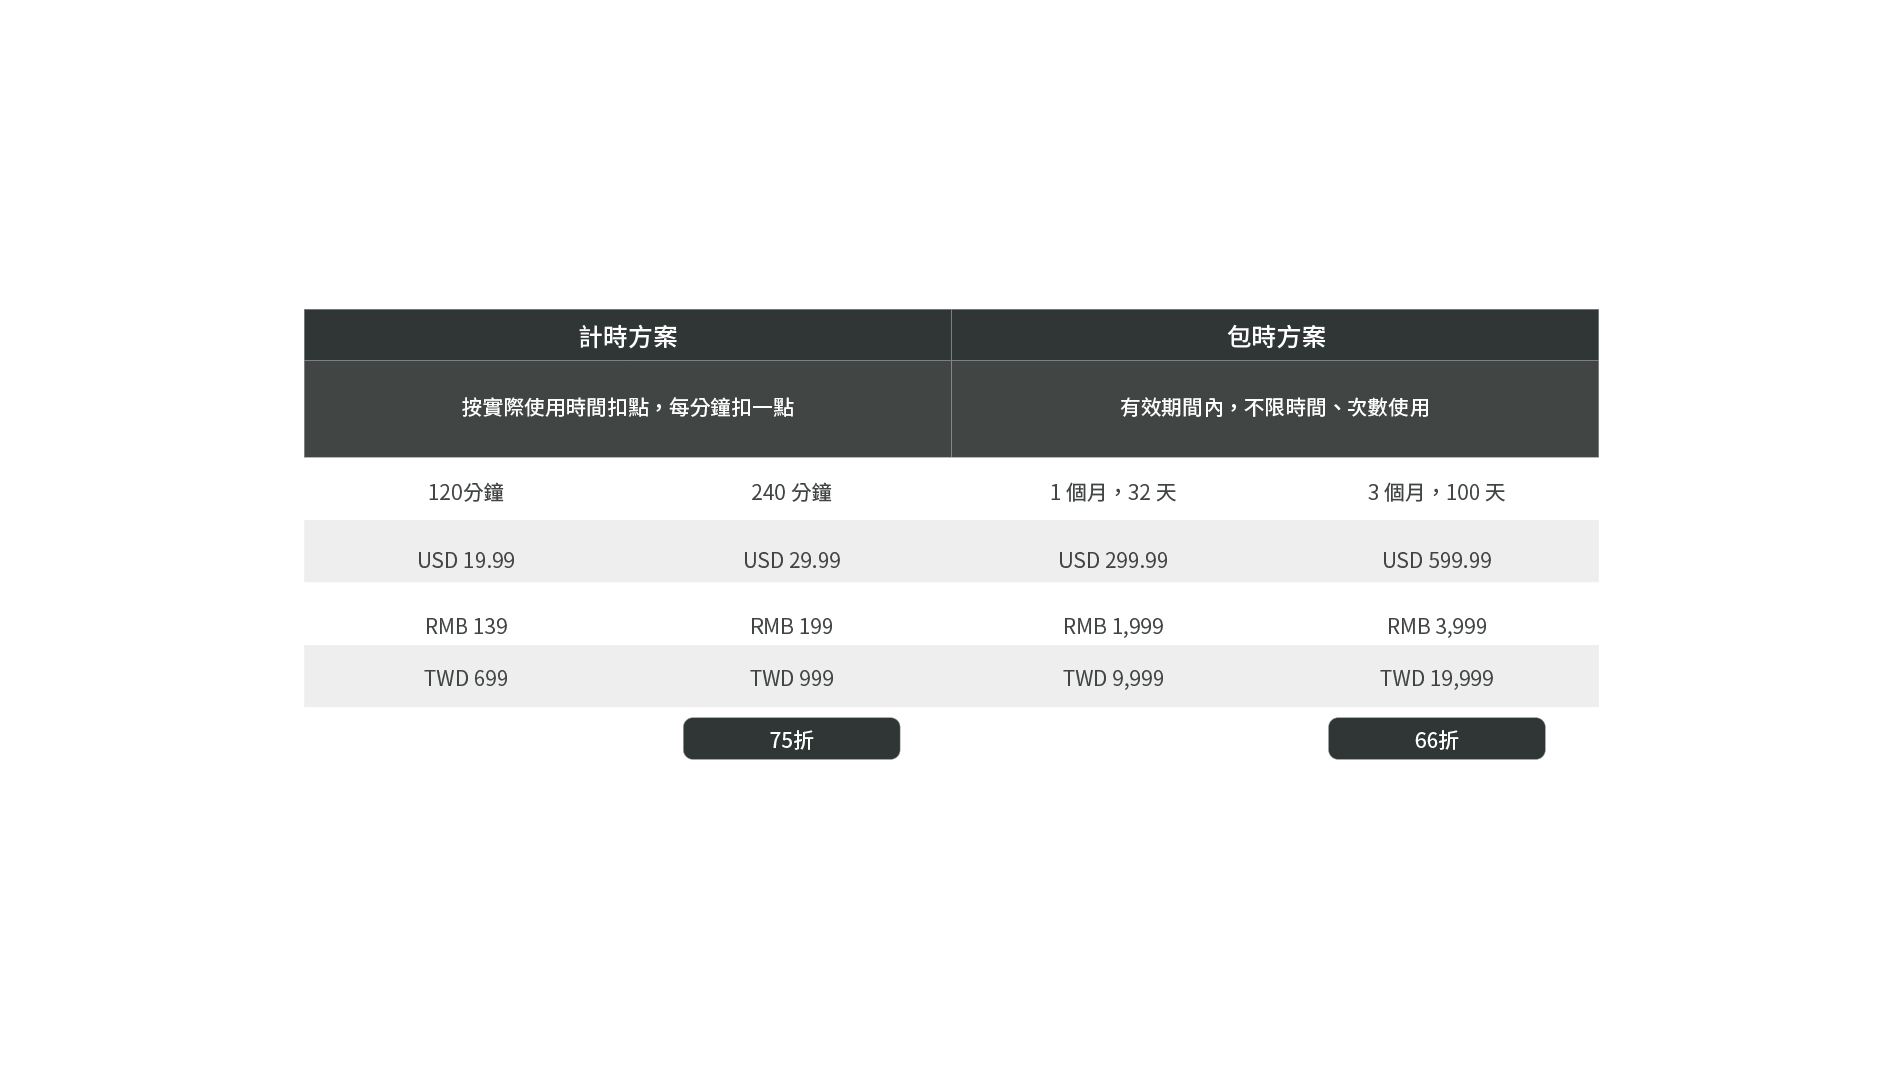 計時方案 包時方案
按實際使用時間扣點，每分鐘扣一點 有效期間內，不限時間、次數使用
120分鐘 240 分鐘 1 個月，32 天 3 個月，100 天
USD 19.99 USD 29.99 USD 299.99 USD 599.99
RMB 139 RMB 199 RMB 1,999 RMB 3,999
TWD 699 TWD 999 TWD 9,999 TWD 19,999
75折 66折